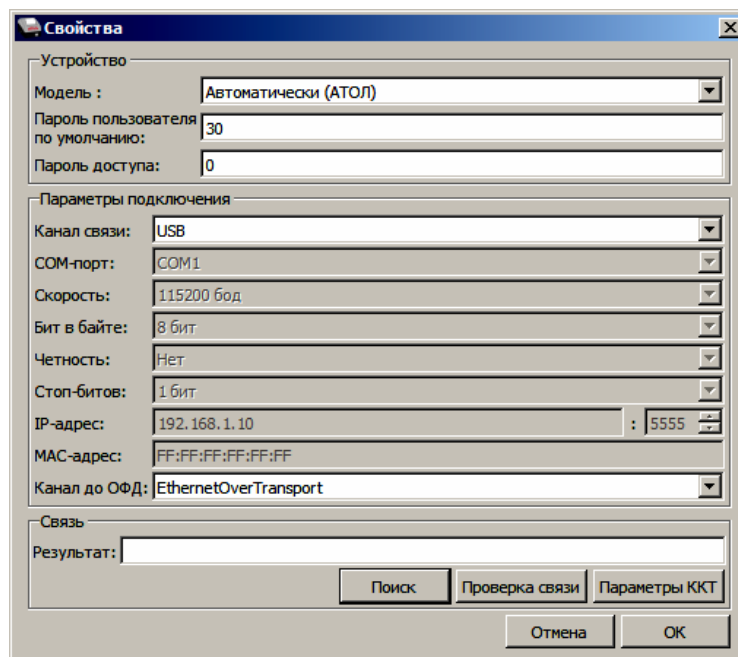 Свойства
Устройство
Модель : Автоматически (АТОЛ)
Пароль пользователя
по умолчанию: 30
Пароль доступа: 0
Параметры подключения
Канал связи: USB
COM-порт: COM1
Скорость: 115200 бод
Бит в байте: 8 бит
Четность: Нет
Стоп-битов: 1 бит
IP-адрес: 192.168.1.10 : 5555
MAC-адрес: FF:FF:FF:FF:FF:FF
Канал до ОФД: EthernetOverTransport
Связь
Результат:
Поиск Проверка связи Параметры ККТ
Отмена OK